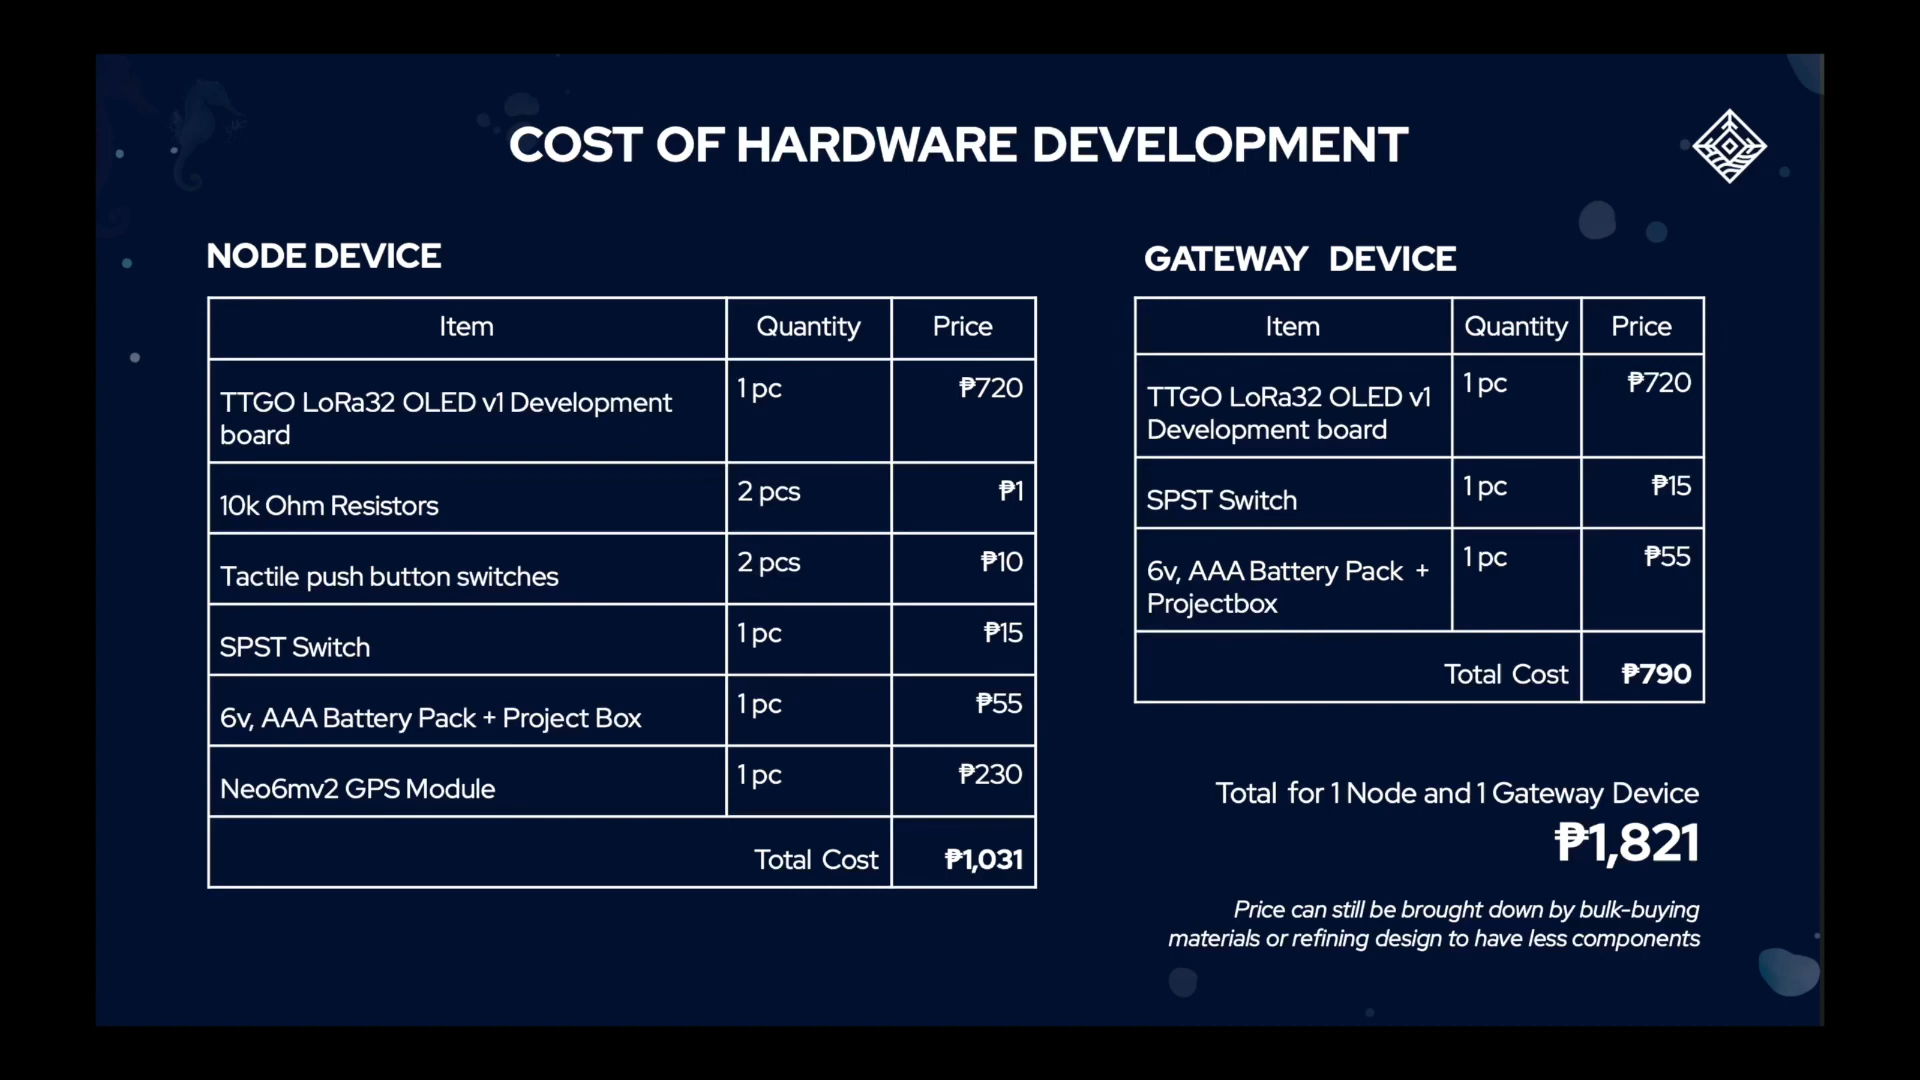 COST OF HARDWARE DEVELOPMENT
NODE DEVICE
Item Quantity Price
TTGO LoRa32 OLED v1 Development
board
1 pc ₱720
10k Ohm Resistors 2 pcs ₱1
Tactile push button switches 2 pcs ₱10
SPST Switch 1 pc ₱15
6v, AAA Battery Pack + Project Box 1 pc ₱55
Neo6mv2 GPS Module 1 pc ₱230
Total Cost ₱1,031
GATEWAY DEVICE
Item Quantity Price
TTGO LoRa32 OLED v1
Development board
1 pc ₱720
SPST Switch 1 pc ₱15
6v, AAA Battery Pack +
Projectbox
1 pc ₱55
Total Cost ₱790
Total for 1 Node and 1 Gateway Device
₱1,821
Price can still be brought down by bulk-buying
materials or refining design to have less components